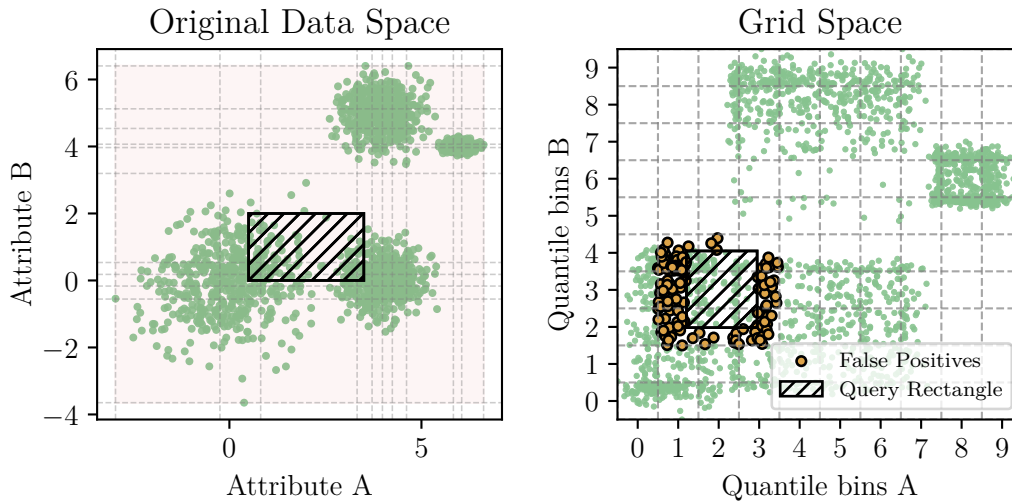 Original Data Space
Grid Space
Attribute B
6
4
2
0
−2
−4
0
5
Attribute A
Quantile bins B
9
8
7
6
5
4
3
2
1
0
False Positives
Query Rectangle
0 1 2 3 4 5 6 7 8 9
Quantile bins A